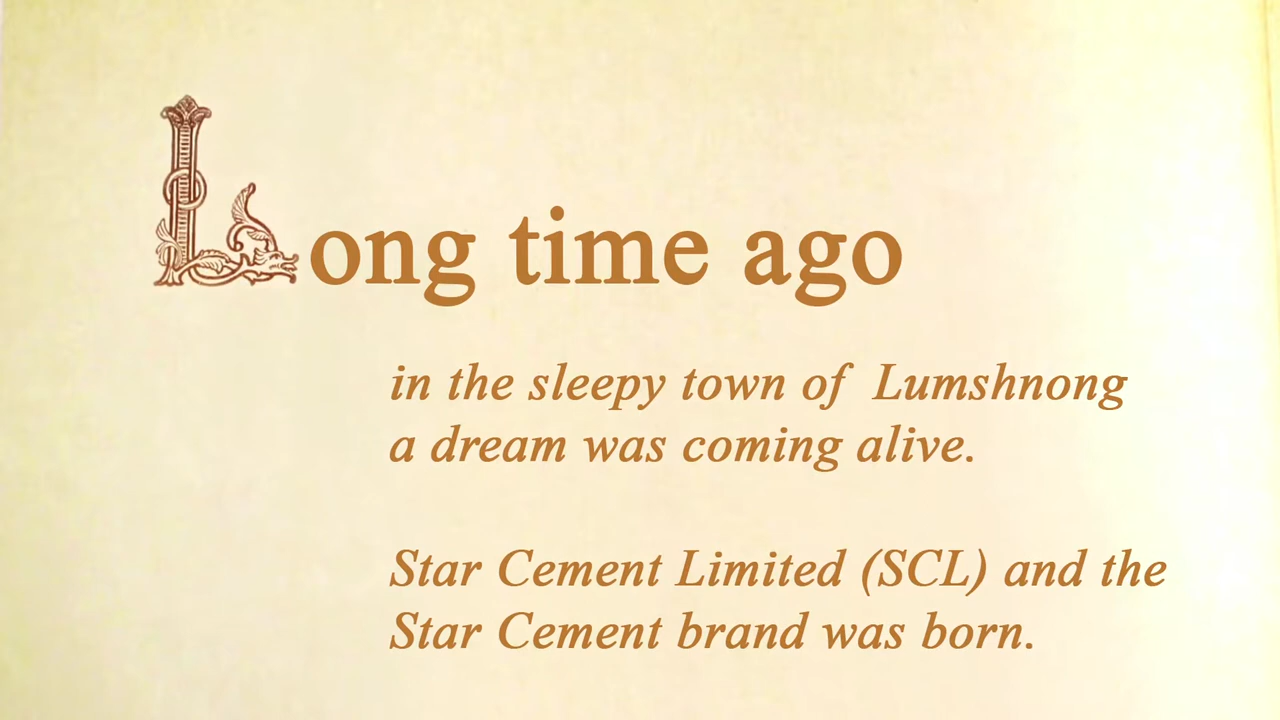 Long time ago
in the sleepy town of Lumshnong
a dream was coming alive.
Star Cement Limited (SCL) and the
Star Cement brand was born.